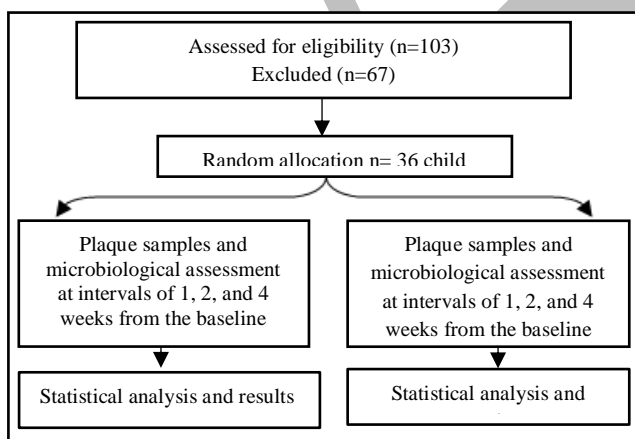 Assessed for eligibility (n=103)
Excluded (n=67)
Random allocation n= 36 child
Plaque samples and
microbiological assessment
at intervals of 1, 2, and 4
weeks from the baseline
Plaque samples and
microbiological assessment
at intervals of 1, 2, and 4
weeks from the baseline
Statistical analysis and results
Statistical analysis and